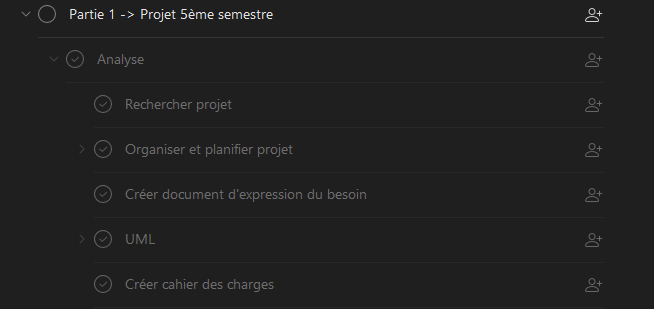 Partie 1 -> Projet 5ème semestre
Analyse
Rechercher projet
Organiser et planifier projet
Créer document d'expression du besoin
UML
Créer cahier des charges